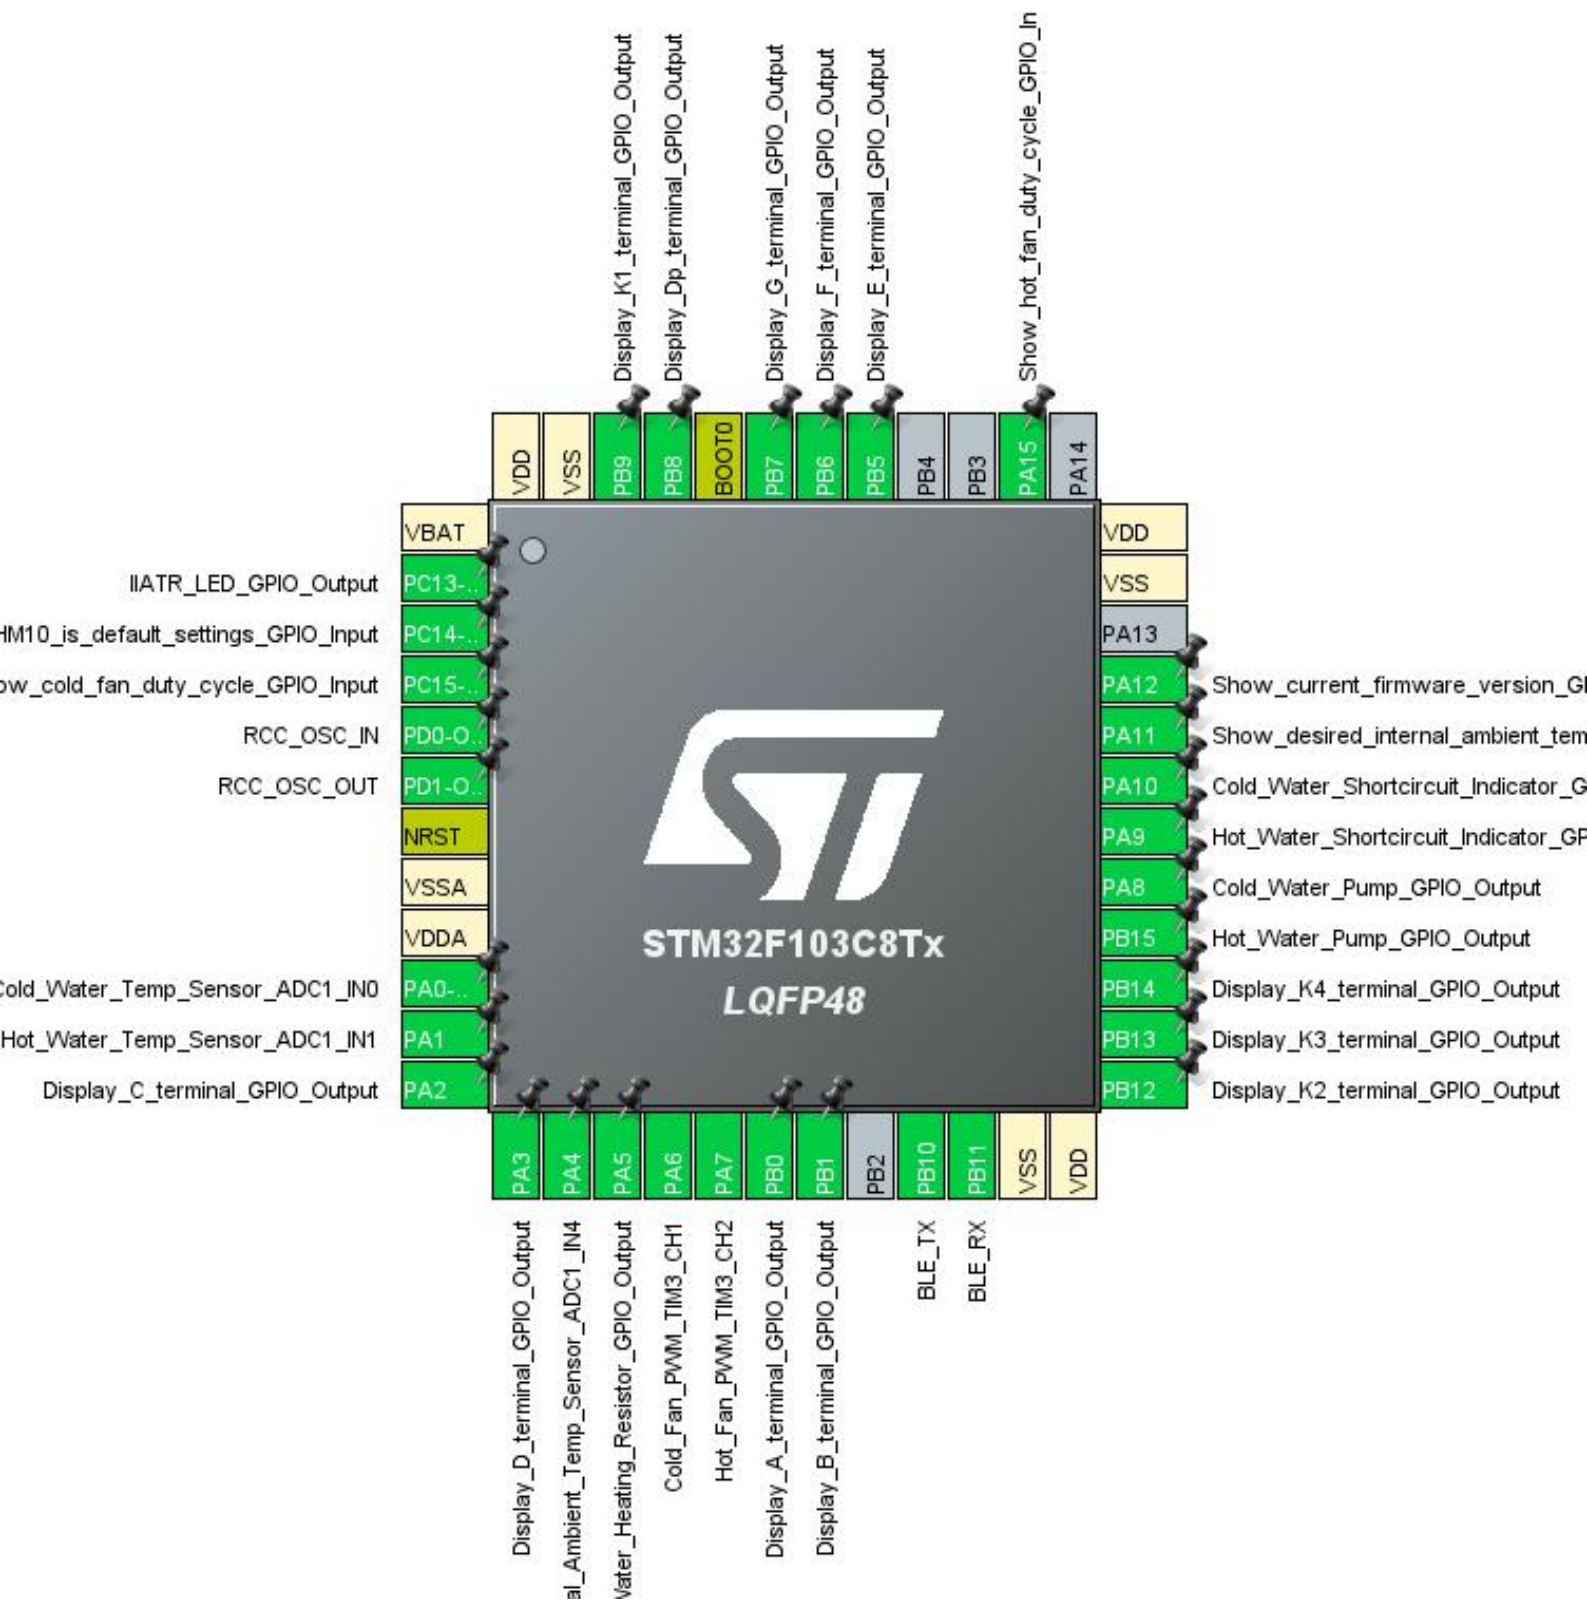 Display_K1_terminal_GPIO_Output
Display_Dp_terminal_GPIO_Output
Display_G_terminal_GPIO_Output
Display_F_terminal_GPIO_Output
Display_E_terminal_GPIO_Output
Show_hot_fan_duty_cycle_GPIO_In
VDD
VSS
PB9
PB8
BOOT0
PB7
PB6
PB5
PB4
PB3
PA15
PA14
VBAT
IIATR_LED_GPIO_Output PC13-..
HM10_is_default_settings_GPIO_Input PC14-..
ow_cold_fan_duty_cycle_GPIO_Input PC15-..
RCC_OSC_IN PD0-O..
RCC_OSC_OUT PD1-O..
NRST
VSSA
VDDA
Cold_Water_Temp_Sensor_ADC1_IN0 PA0-..
Hot_Water_Temp_Sensor_ADC1_IN1 PA1
Display_C_terminal_GPIO_Output PA2
ST
STM32F103C8Tx
LQFP48
VDD
VSS
PA13
PA12 Show_current_firmware_version_GP
PA11 Show_desired_internal_ambient_tem
PA10 Cold_Water_Shortcircuit_Indicator_G
PA9 Hot_Water_Shortcircuit_Indicator_GP
PA8 Cold_Water_Pump_GPIO_Output
PB15 Hot_Water_Pump_GPIO_Output
PB14 Display_K4_terminal_GPIO_Output
PB13 Display_K3_terminal_GPIO_Output
PB12 Display_K2_terminal_GPIO_Output
PA3
PA4
PA5
PA6
PA7
PB0
PB1
PB2
PB10
PB11
VSS
VDD
Display_D_terminal_GPIO_Output
al_Ambient_Temp_Sensor_ADC1_IN4
Water_Heating_Resistor_GPIO_Output
Cold_Fan_PWM_TIM3_CH1
Hot_Fan_PWM_TIM3_CH2
Display_A_terminal_GPIO_Output
Display_B_terminal_GPIO_Output
BLE_TX
BLE_RX